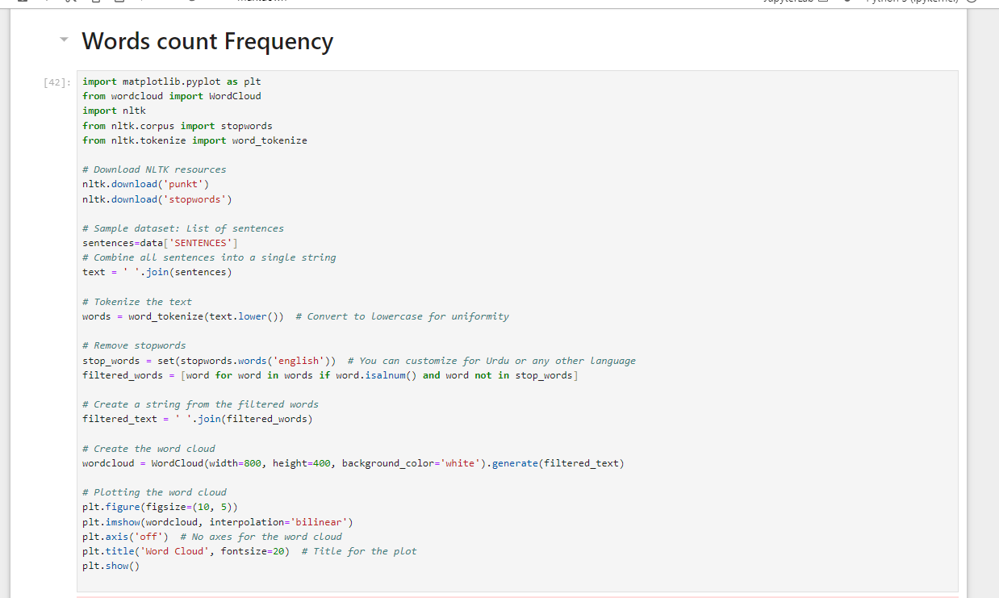 Words count Frequency
[42]:
import matplotlib.pyplot as plt
from wordcloud import WordCloud
import nltk
from nltk.corpus import stopwords
from nltk.tokenize import word_tokenize
# Download NLTK resources
nltk.download('punkt')
nltk.download('stopwords')
# Sample dataset: List of sentences
sentences=data['SENTENCES']
# Combine all sentences into a single string
text = ' '.join(sentences)
# Tokenize the text
words = word_tokenize(text.lower())  # Convert to lowercase for uniformity
# Remove stopwords
stop_words = set(stopwords.words('english'))  # You can customize for Urdu or any other language
filtered_words = [word for word in words if word.isalnum() and word not in stop_words]
# Create a string from the filtered words
filtered_text = ' '.join(filtered_words)
# Create the word cloud
wordcloud = WordCloud(width=800, height=400, background_color='white').generate(filtered_text)
# Plotting the word cloud
plt.figure(figsize=(10, 5))
plt.imshow(wordcloud, interpolation='bilinear')
plt.axis('off')  # No axes for the word cloud
plt.title('Word Cloud', fontsize=20)  # Title for the plot
plt.show()